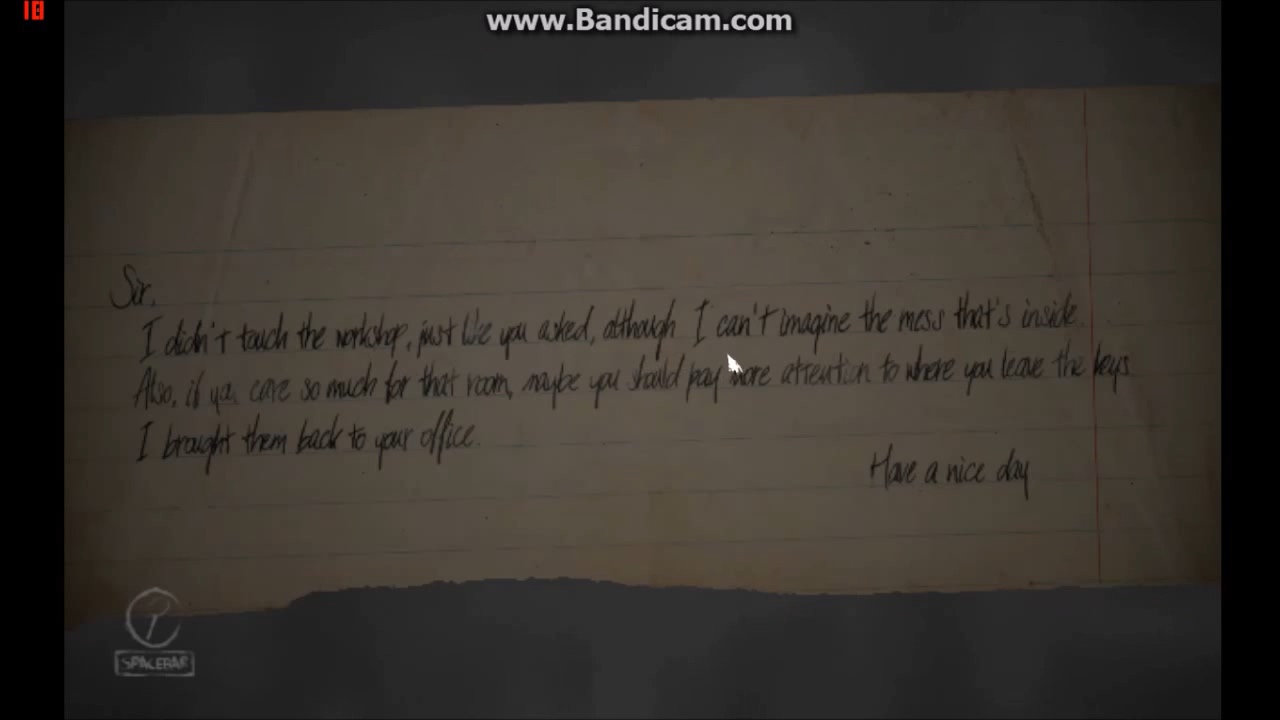 18
www.Bandicam.com
Sir,
I didn't touch the workshop, just like you asked, although I can't imagine the mess that's inside.
Also, if you care so much for that room, maybe you should pay more attention to where you leave the keys
I brought them back to your office.
Have a nice day
SPACEBAR